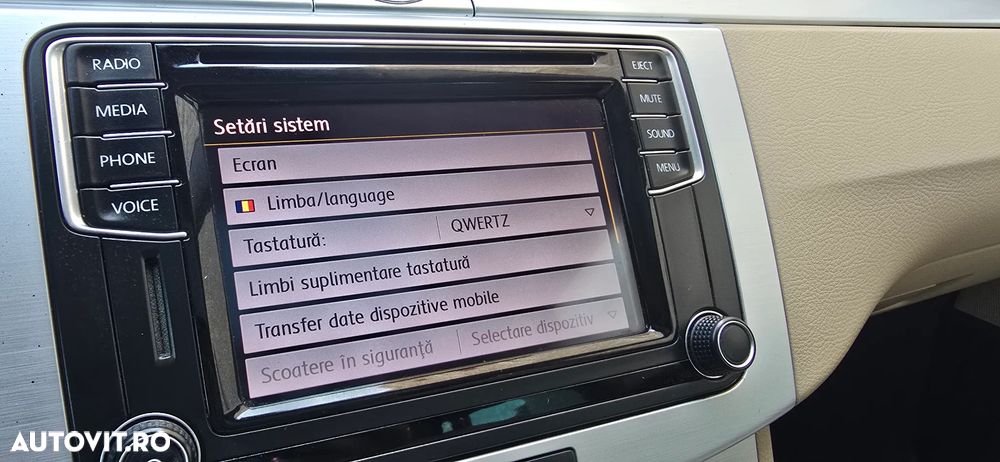 RADIO
MEDIA
PHONE
VOICE
EJECT
MUTE
SOUND
MENU
Setări sistem
Ecran
Limba/language
Tastatură: QWERTZ
Limbi suplimentare tastatură
Transfer date dispozitive mobile
Scoatere în siguranţă Selectare dispozitiv
AUTOVIT.RO